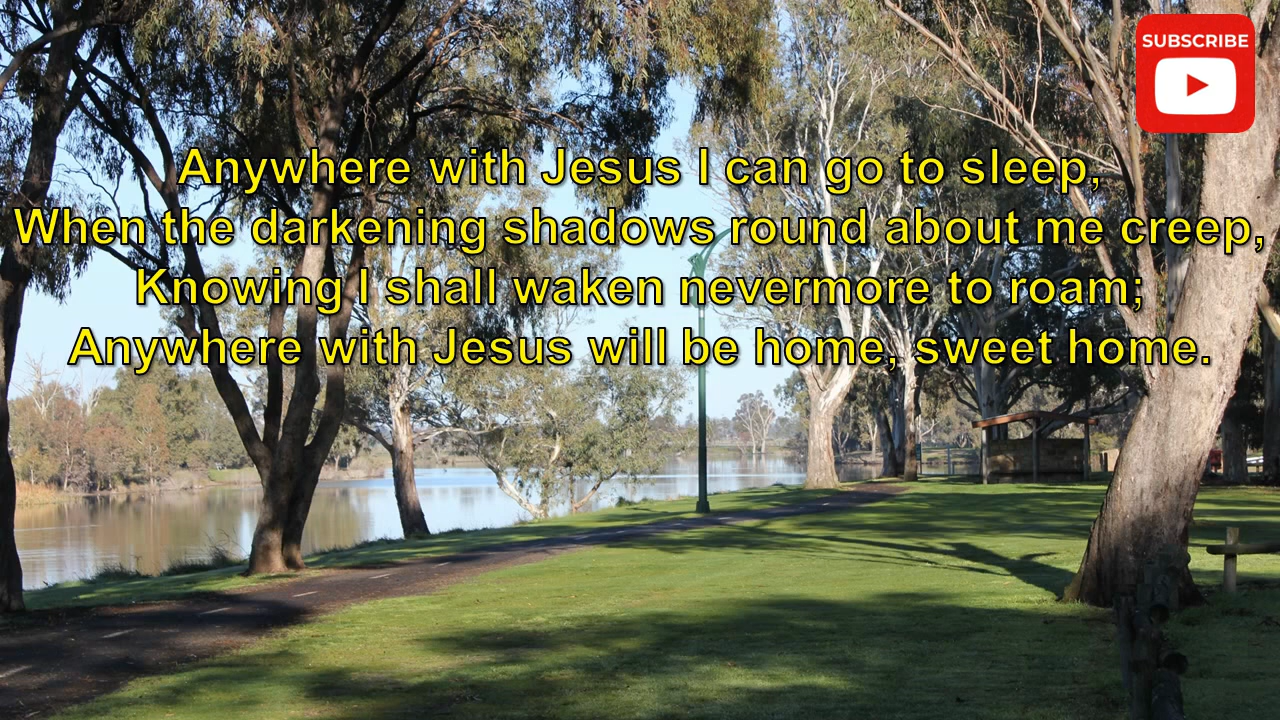 SUBSCRIBE
Anywhere with Jesus I can go to sleep,
When the darkening shadows round about me creep,
Knowing I shall waken nevermore to roam;
Anywhere with Jesus will be home, sweet home.